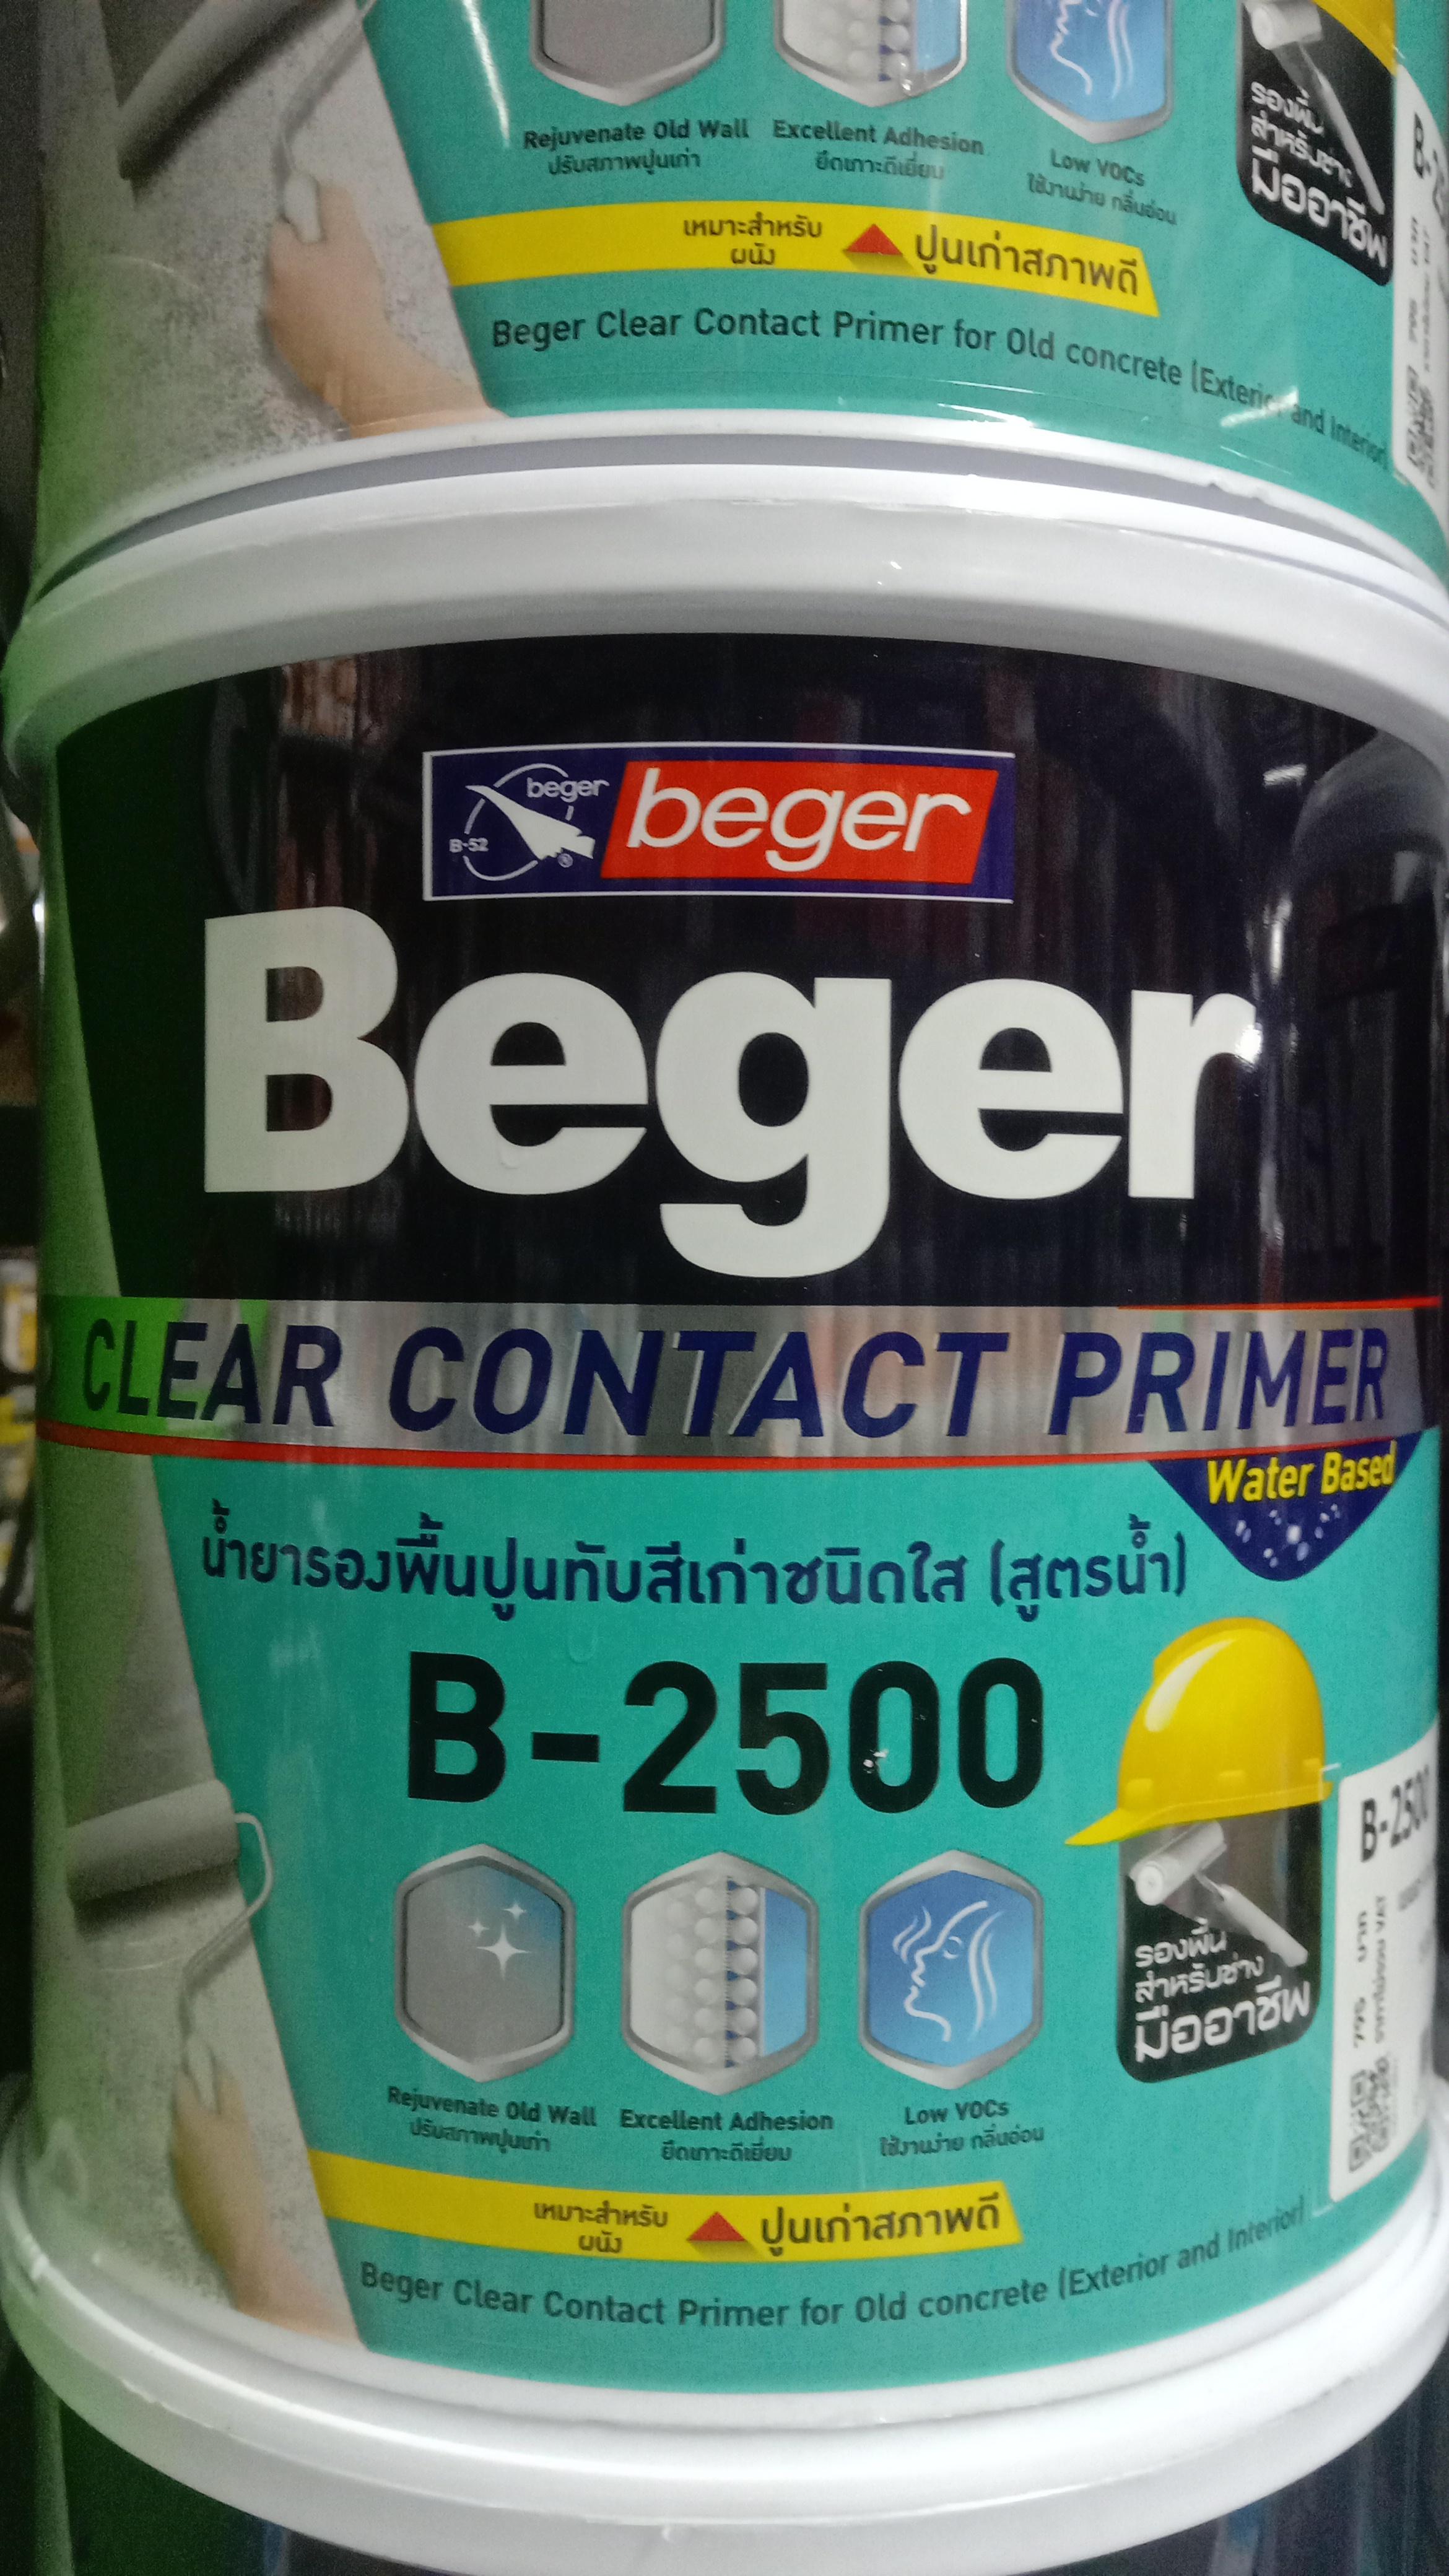 Rejuvenate Old Wall
ปรับสภาพปูนเก่า
Excellent Adhesion
ยึดเกาะดีเยี่ยม
Low VOCs
ใช้งานง่าย กลิ่นอ่อน
รองพื้น
สำหรับช่าง
มืออาชีพ
เหมาะสำหรับ
ผนัง
ปูนเก่าสภาพดี
Beger Clear Contact Primer for Old concrete (Exterior and Interior)
beger
B-52
®
beger
Beger
CLEAR CONTACT PRIMER
Water Based
น้ำยารองพื้นปูนทับสีเก่าชนิดใส (สูตรน้ำ)
B-2500
รองพื้น
สำหรับช่าง
มืออาชีพ
B-2500
795 บาท
Rejuvenate Old Wall
ปรับสภาพปูนเก่า
Excellent Adhesion
ยึดเกาะดีเยี่ยม
Low VOCs
ใช้งานง่าย กลิ่นอ่อน
เหมาะสำหรับ
ผนัง
ปูนเก่าสภาพดี
Beger Clear Contact Primer for Old concrete (Exterior and Interior)